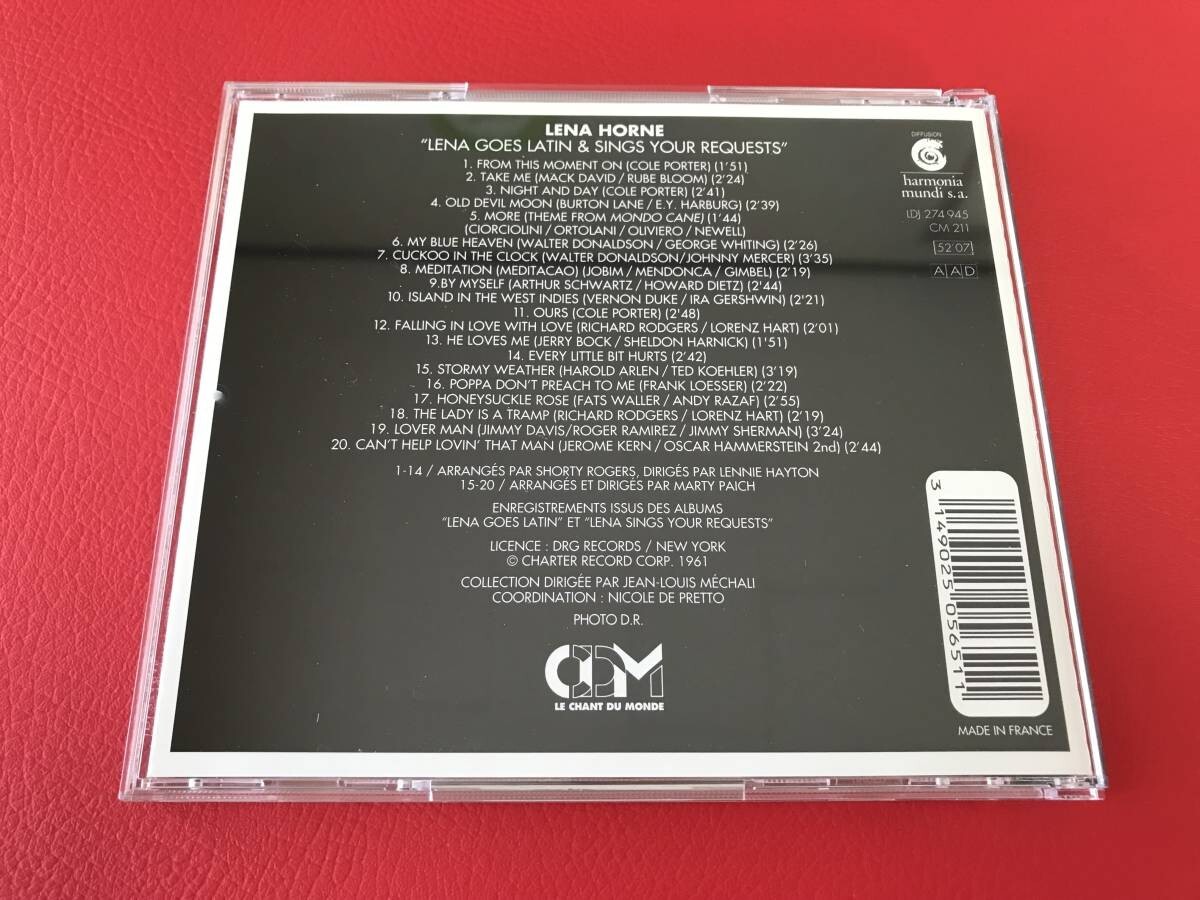 LENA HORNE
"LENA GOES LATIN & SINGS YOUR REQUESTS"
1. FROM THIS MOMENT ON (COLE PORTER) (1'51)
2. TAKE ME (MACK DAVID / RUBE BLOOM) (2'24)
3. NIGHT AND DAY (COLE PORTER) (2'41)
4. OLD DEVIL MOON (BURTON LANE / E.Y. HARBURG) (2'39)
5. MORE (THEME FROM MONDO CANE) (1'44)
(CIORCIOLINI / ORTOLANI / OLIVIERO / NEWELL)
6. MY BLUE HEAVEN (WALTER DONALDSON / GEORGE WHITING) (2'26)
7. CUCKOO IN THE CLOCK (WALTER DONALDSON/JOHNNY MERCER) (3'35)
8. MEDITATION (MEDITACAO) (JOBIM / MENDONCA / GIMBEL) (2'19)
9.BY MYSELF (ARTHUR SCHWARTZ / HOWARD DIETZ) (2'44)
10. ISLAND IN THE WEST INDIES (VERNON DUKE / IRA GERSHWIN) (2'21)
11. OURS (COLE PORTER) (2'48)
12. FALLING IN LOVE WITH LOVE (RICHARD RODGERS / LORENZ HART) (2'01)
13. HE LOVES ME (JERRY BOCK / SHELDON HARNICK) (1'51)
14. EVERY LITTLE BIT HURTS (2'42)
15. STORMY WEATHER (HAROLD ARLEN / TED KOEHLER) (3'19)
16. POPPA DON'T PREACH TO ME (FRANK LOESSER) (2'22)
17. HONEYSUCKLE ROSE (FATS WALLER / ANDY RAZAF) (2'55)
18. THE LADY IS A TRAMP (RICHARD RODGERS / LORENZ HART) (2'19)
19. LOVER MAN (JIMMY DAVIS/ROGER RAMIREZ / JIMMY SHERMAN) (3'24)
20. CAN'T HELP LOVIN' THAT MAN (JEROME KERN / OSCAR HAMMERSTEIN 2nd) (2'44)
1-14 / ARRANGÉS PAR SHORTY ROGERS, DIRIGÉS PAR LENNIE HAYTON
15-20 / ARRANGÉS ET DIRIGÉS PAR MARTY PAICH
ENREGISTREMENTS ISSUS DES ALBUMS
"LENA GOES LATIN" ET "LENA SINGS YOUR REQUESTS"
LICENCE : DRG RECORDS / NEW YORK
© CHARTER RECORD CORP. 1961
COLLECTION DIRIGÉE PAR JEAN-LOUIS MÉCHALI
COORDINATION : NICOLE DE PRETTO
PHOTO D.R.
CDM
LE CHANT DU MONDE
DIFFUSION
harmonia
mundi s.a.
LDJ 274 945
CM 211
52'07
AAD
3 149025 056511
MADE IN FRANCE